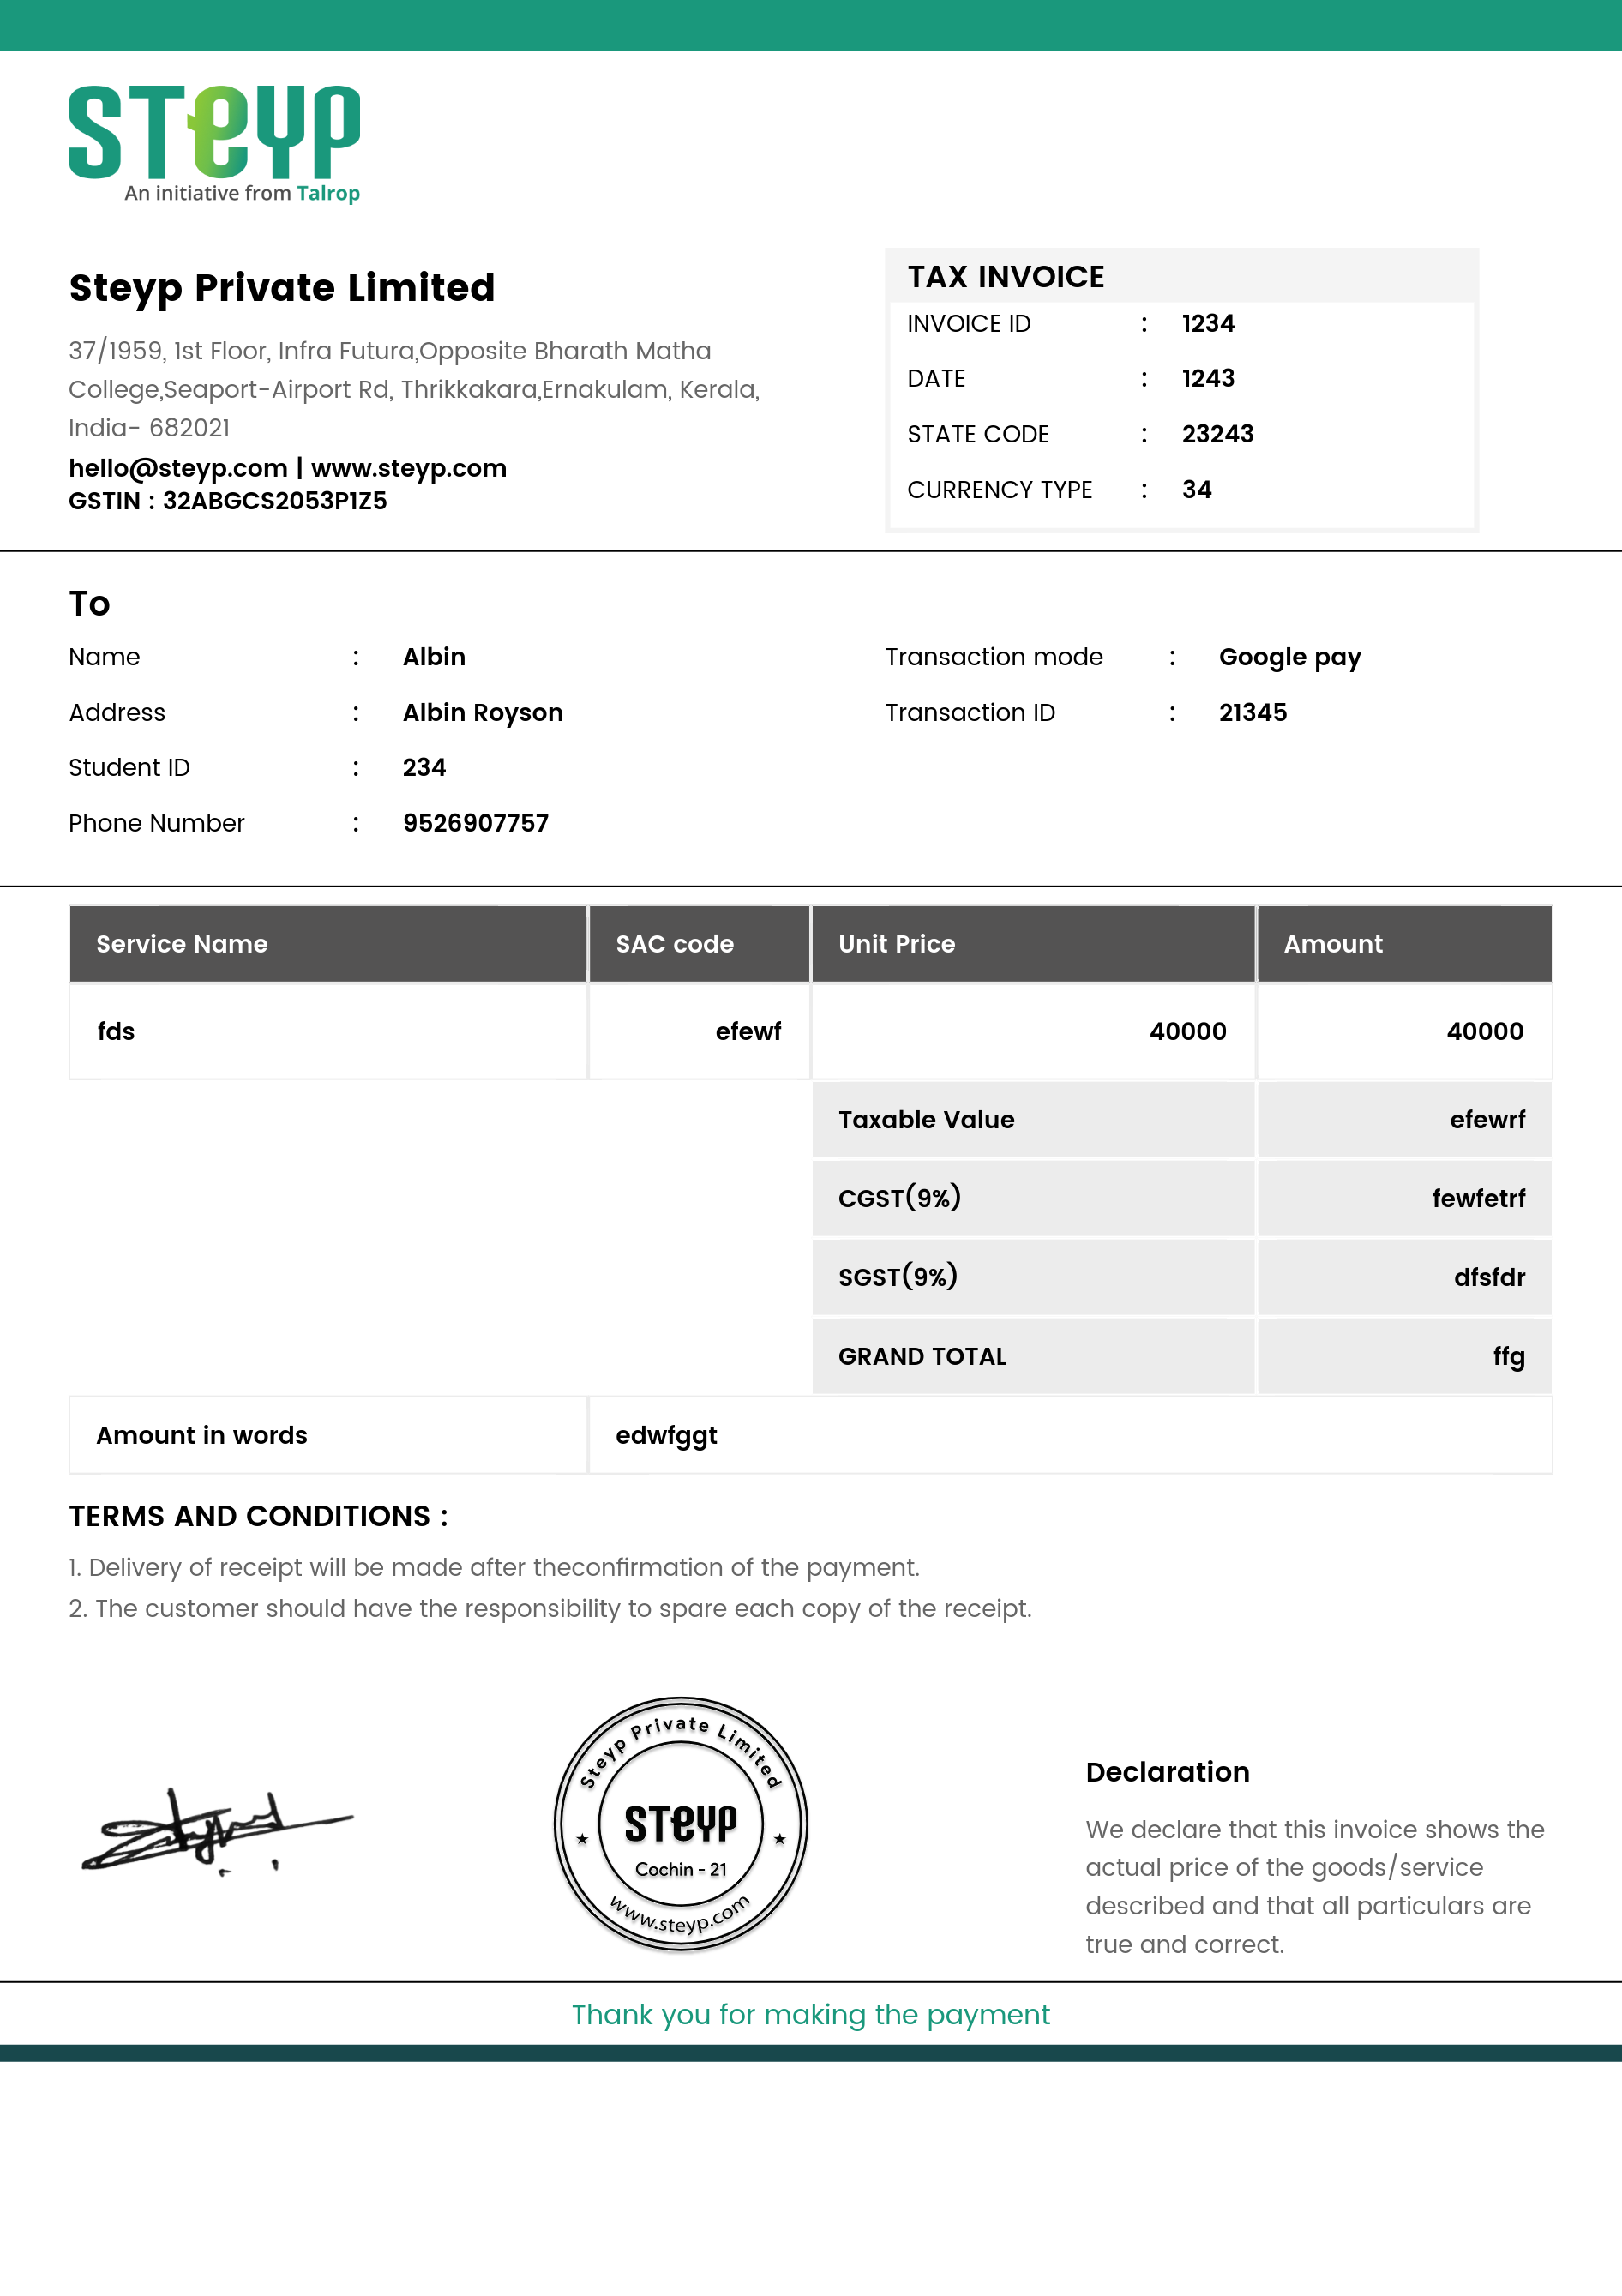 STeyp
An initiative from Talrop
Steyp Private Limited
37/1959, 1st Floor, Infra Futura,Opposite Bharath Matha
College,Seaport-Airport Rd, Thrikkakara,Ernakulam, Kerala,
India- 682021
hello@steyp.com | www.steyp.com
GSTIN : 32ABGCS2053P1Z5
TAX INVOICE
INVOICE ID : 1234
DATE : 1243
STATE CODE : 23243
CURRENCY TYPE : 34
To
Name : Albin
Address : Albin Royson
Student ID : 234
Phone Number : 9526907757
Transaction mode : Google pay
Transaction ID : 21345
Service Name SAC code Unit Price Amount
fds efewf 40000 40000
Taxable Value efewrf
CGST(9%) fewfetrf
SGST(9%) dfsfdr
GRAND TOTAL ffg
Amount in words edwfggt
TERMS AND CONDITIONS :
1. Delivery of receipt will be made after theconfirmation of the payment.
2. The customer should have the responsibility to spare each copy of the receipt.
Steyp Private Limited
STeyp
Cochin - 21
www.steyp.com
Declaration
We declare that this invoice shows the
actual price of the goods/service
described and that all particulars are
true and correct.
Thank you for making the payment